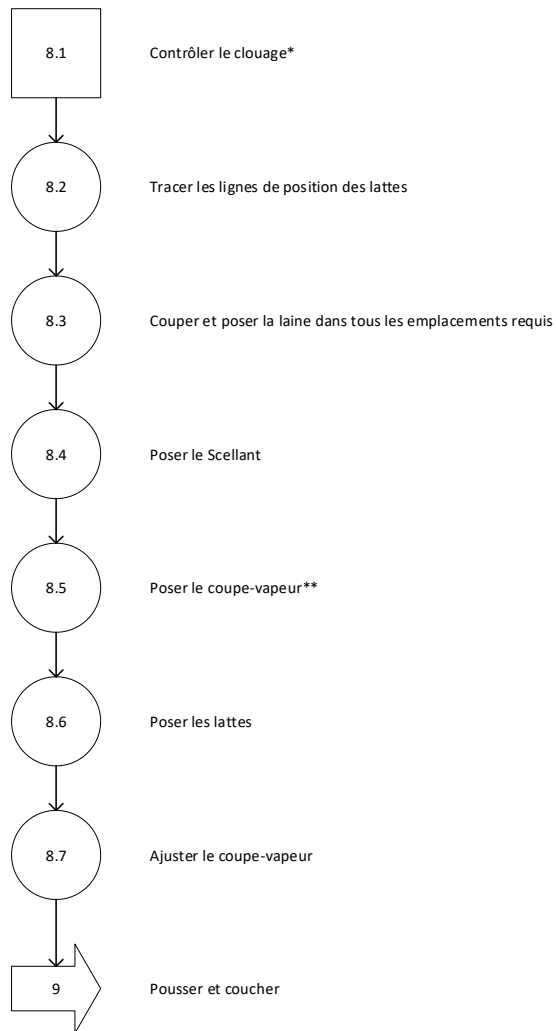 8.1 Contrôler le clouage*
8.2 Tracer les lignes de position des lattes
8.3 Couper et poser la laine dans tous les emplacements requis
8.4 Poser le Scellant
8.5 Poser le coupe-vapeur**
8.6 Poser les lattes
8.7 Ajuster le coupe-vapeur
9 Pousser et coucher